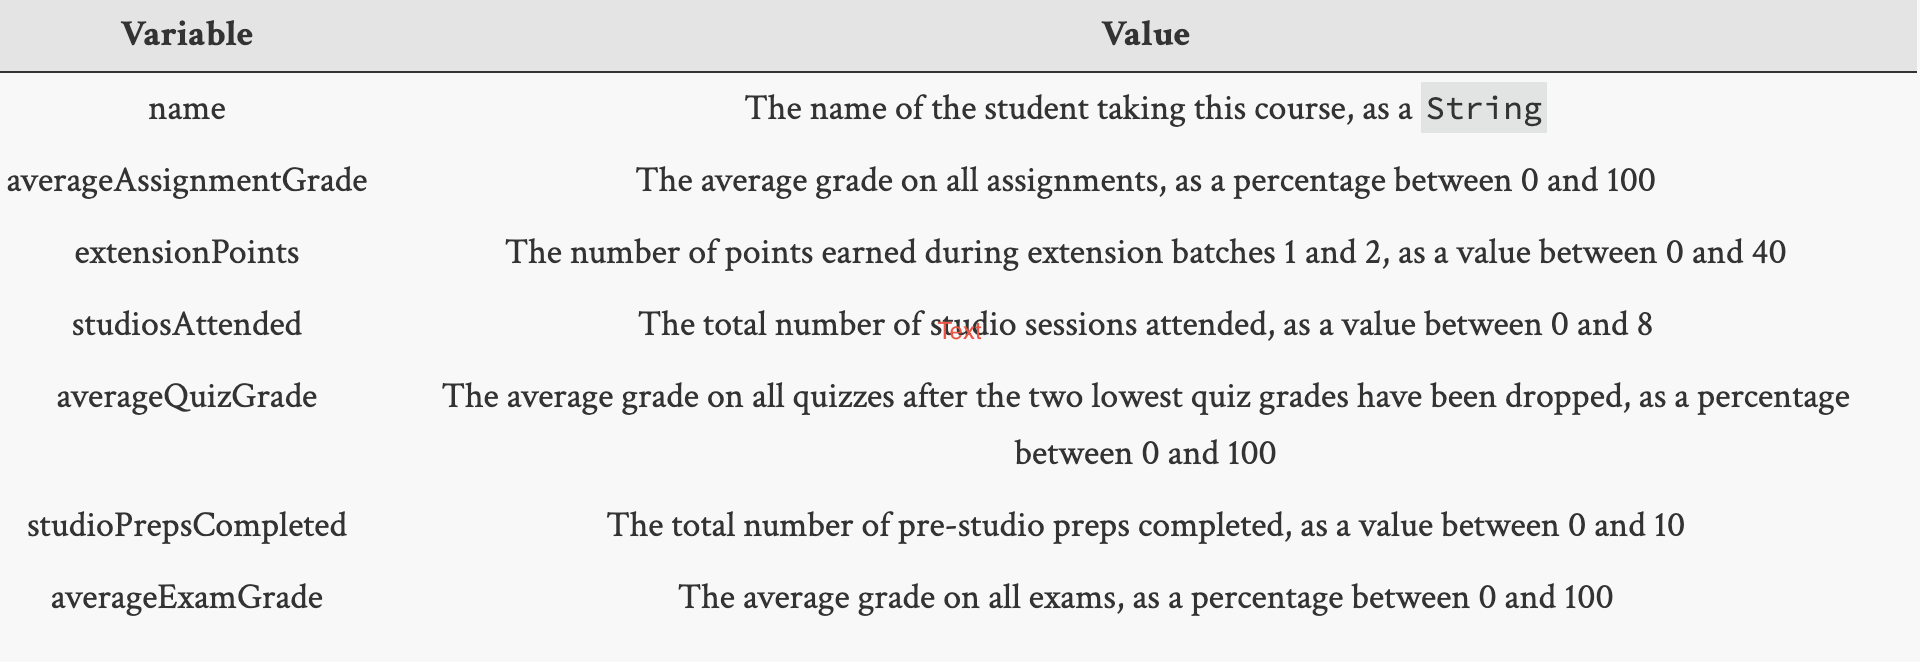 Variable Value
name The name of the student taking this course, as a String
averageAssignmentGrade The average grade on all assignments, as a percentage between 0 and 100
extensionPoints The number of points earned during extension batches 1 and 2, as a value between 0 and 40
studiosAttended The total number of studio sessions attended, as a value between 0 and 8
Text
averageQuizGrade The average grade on all quizzes after the two lowest quiz grades have been dropped, as a percentage
between 0 and 100
studioPrepsCompleted The total number of pre-studio preps completed, as a value between 0 and 10
averageExamGrade The average grade on all exams, as a percentage between 0 and 100